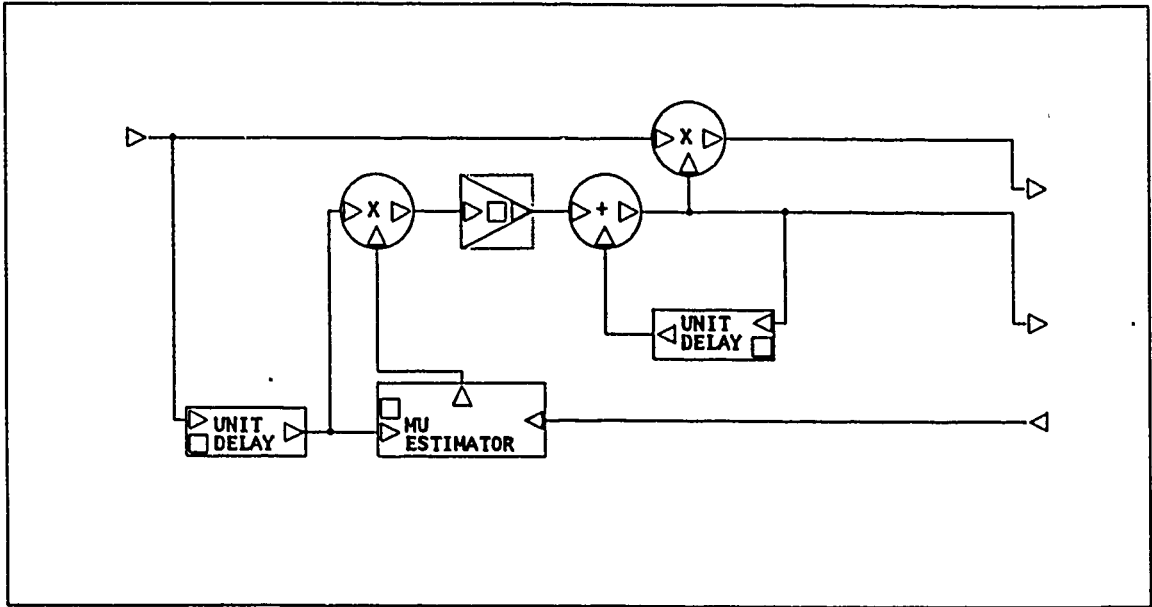 X
X
+
UNIT
DELAY
UNIT
DELAY
MU
ESTIMATOR